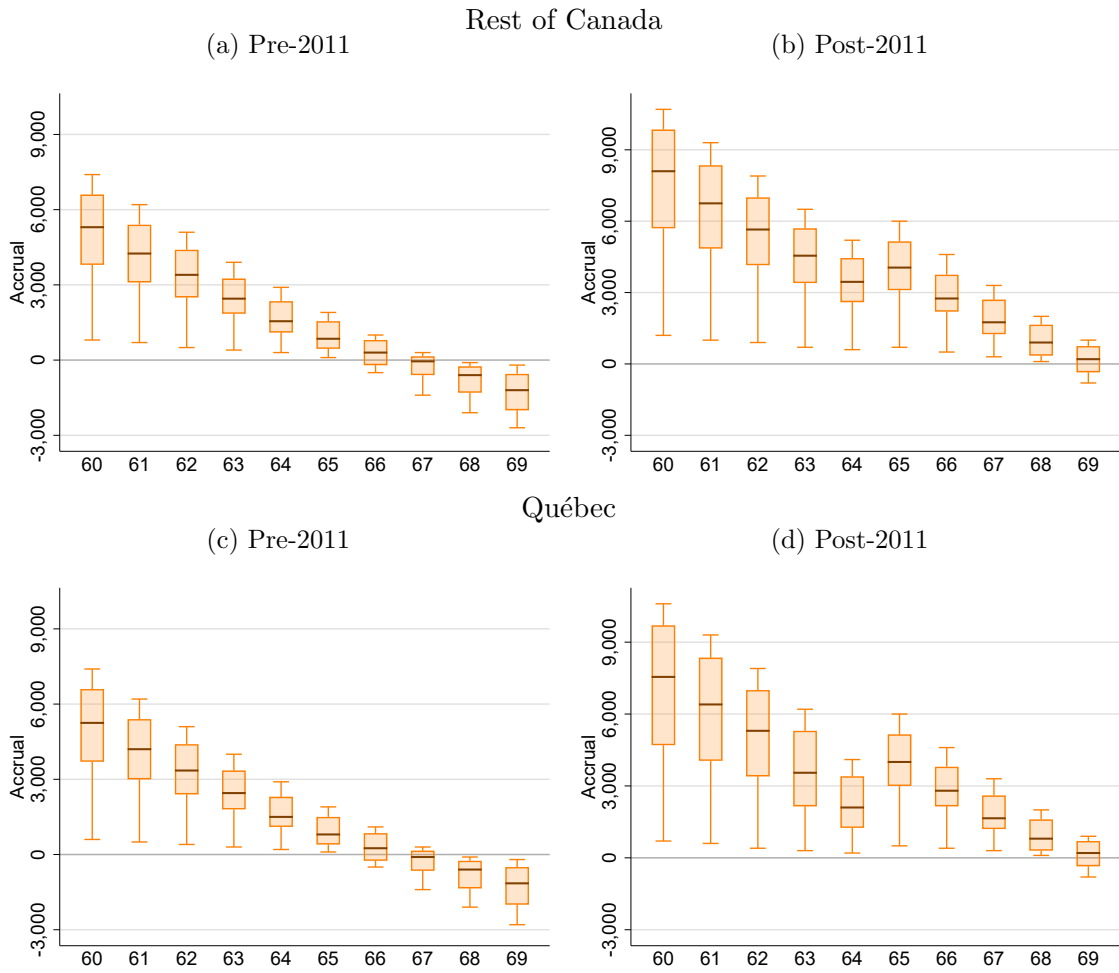 Rest of Canada
(a) Pre-2011
(b) Post-2011
Accrual
9,000
6,000
3,000
0
-3,000
60 61 62 63 64 65 66 67 68 69
Accrual
9,000
6,000
3,000
0
-3,000
60 61 62 63 64 65 66 67 68 69
Québec
(c) Pre-2011
(d) Post-2011
Accrual
9,000
6,000
3,000
0
-3,000
60 61 62 63 64 65 66 67 68 69
Accrual
9,000
6,000
3,000
0
-3,000
60 61 62 63 64 65 66 67 68 69